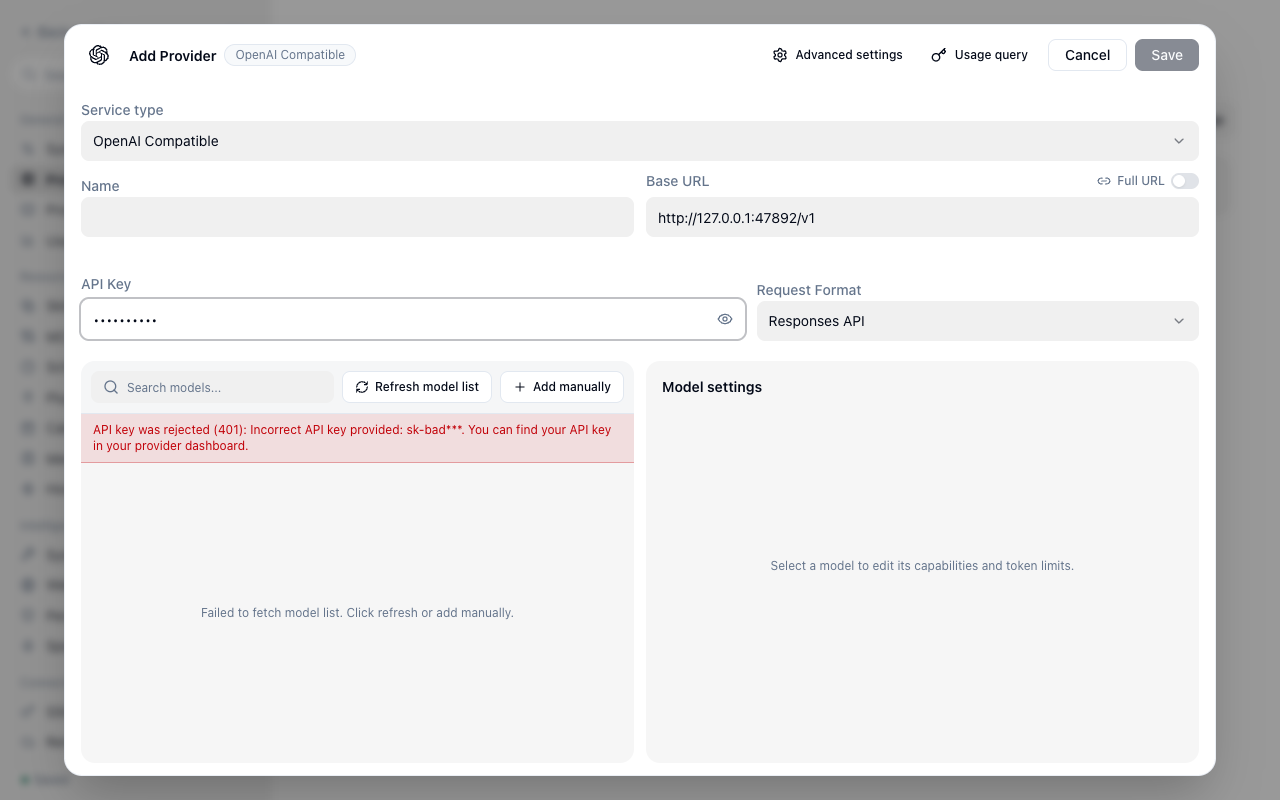 Add Provider
OpenAI Compatible
Advanced settings
Usage query
Cancel
Save
Service type
OpenAI Compatible
Name
Base URL
Full URL
http://127.0.0.1:47892/v1
API Key
••••••••••
Request Format
Responses API
Search models...
Refresh model list
Add manually
Model settings
API key was rejected (401): Incorrect API key provided: sk-bad***. You can find your API key
in your provider dashboard.
Select a model to edit its capabilities and token limits.
Failed to fetch model list. Click refresh or add manually.